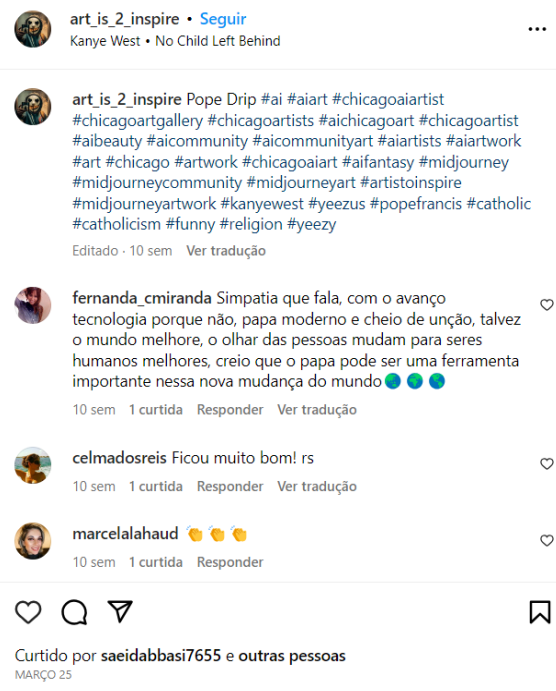 art_is_2_inspire • Seguir
Kanye West • No Child Left Behind
art_is_2_inspire Pope Drip #ai #aiart #chicagoaiartist
#chicagoartgallery #chicagoartists #aichicagoart #chicagoartist
#aibeauty #aicommunity #aicommunityart #aiartists #aiartwork
#art #chicago #artwork #chicagoaiart #aifantasy #midjourney
#midjourneycommunity #midjourneyart #artistoinspire
#midjourneyartwork #kanyewest #yeezus #popefrancis #catholic
#catholicism #funny #religion #yeezy
Editado · 10 sem Ver tradução
fernanda_cmiranda Simpatia que fala, com o avanço
tecnologia porque não, papa moderno e cheio de unção, talvez
o mundo melhore, o olhar das pessoas mudam para seres
humanos melhores, creio que o papa pode ser uma ferramenta
importante nessa nova mudança do mundo🌎 🌎 🌎
10 sem 1 curtida Responder Ver tradução
celmadosreis Ficou muito bom! rs
10 sem 1 curtida Responder Ver tradução
marcelalahaud 👏 👏 👏
10 sem 1 curtida Responder
Curtido por saeidabbasi7655 e outras pessoas
MARÇO 25